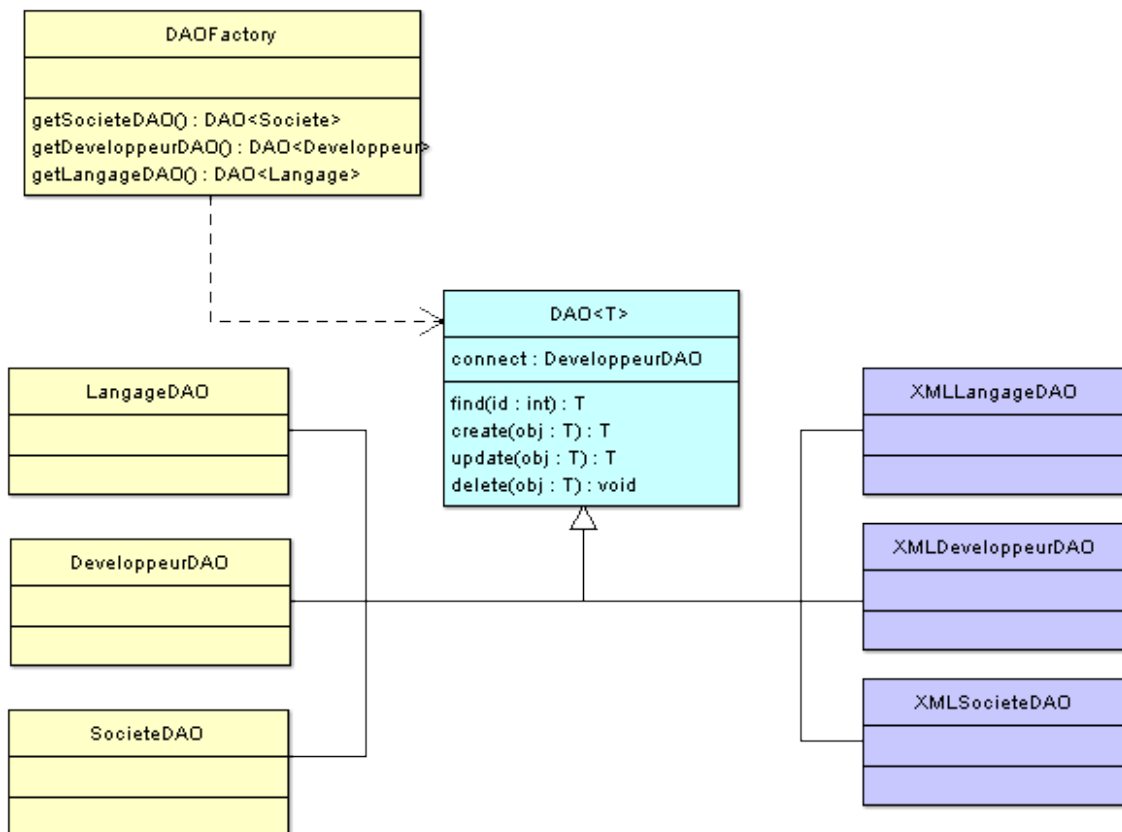 DAOFactory
getSocieteDAO() : DAO<Societe>
getDeveloppeurDAO() : DAO<Developpeur>
getLangageDAO() : DAO<Langage>
DAO<T>
connect : DeveloppeurDAO
find(id : int) : T
create(obj : T) : T
update(obj : T) : T
delete(obj : T) : void
LangageDAO
DeveloppeurDAO
SocieteDAO
XMLLangageDAO
XMLDeveloppeurDAO
XMLSocieteDAO